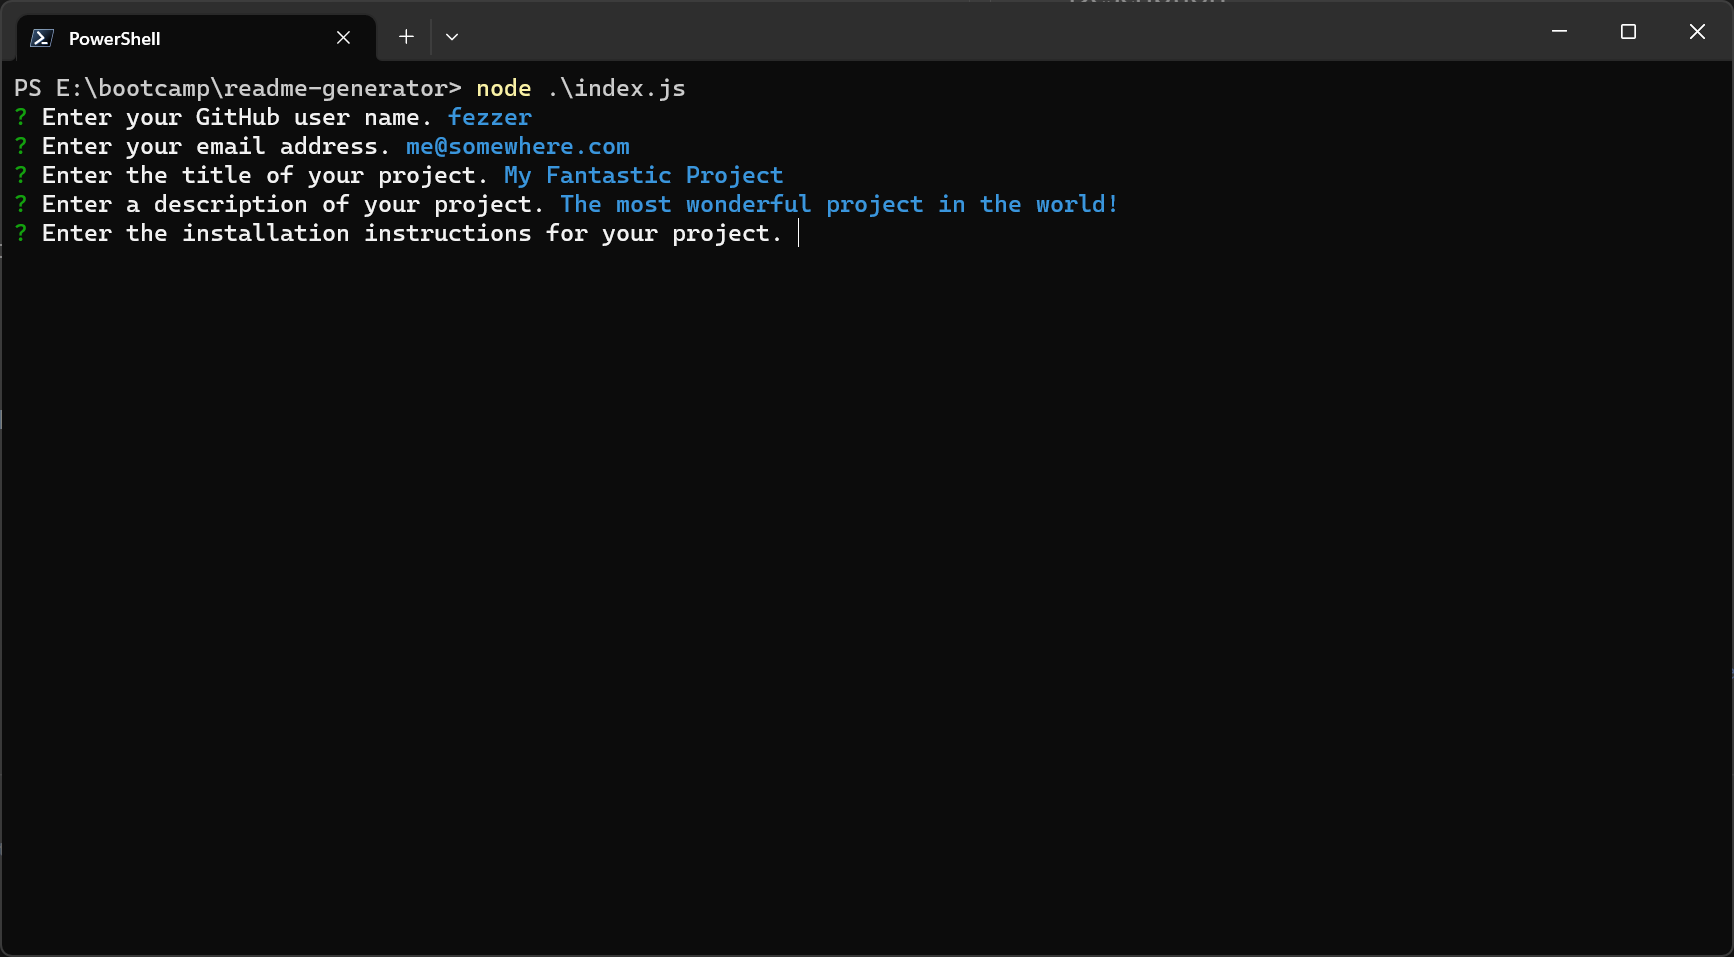 PowerShell
PS E:\bootcamp\readme-generator> node .\index.js
? Enter your GitHub user name. fezzer
? Enter your email address. me@somewhere.com
? Enter the title of your project. My Fantastic Project
? Enter a description of your project. The most wonderful project in the world!
? Enter the installation instructions for your project.